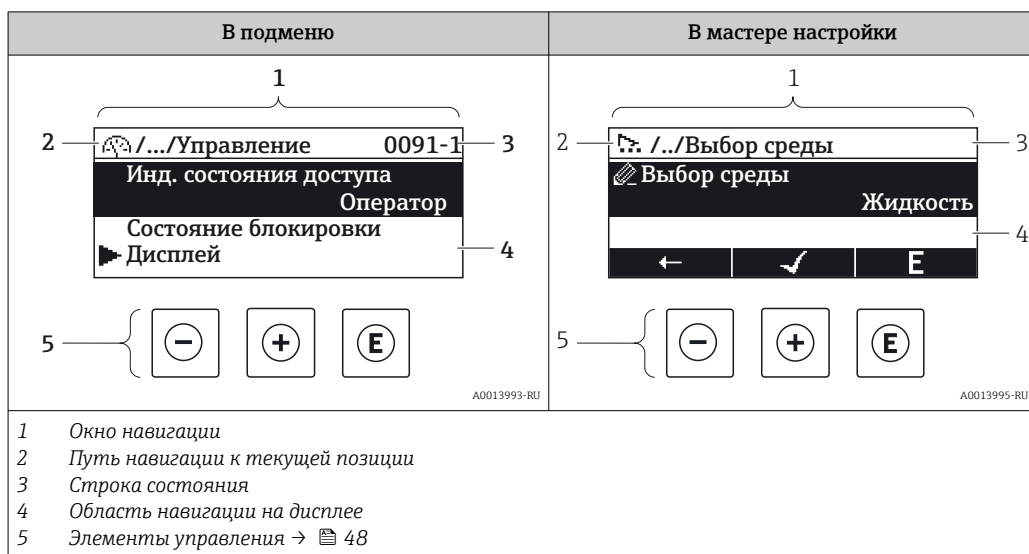 В подменю
В мастере настройки
1
2
/.../Управление 0091-1
3
Инд. состояния доступа
Оператор
Состояние блокировки
Дисплей
4
5
E
A0013993-RU
1
2
/../Выбор среды
3
Выбор среды
Жидкость
4
← ✓ E
5
E
A0013995-RU
1 Окно навигации
2 Путь навигации к текущей позиции
3 Строка состояния
4 Область навигации на дисплее
5 Элементы управления → 48